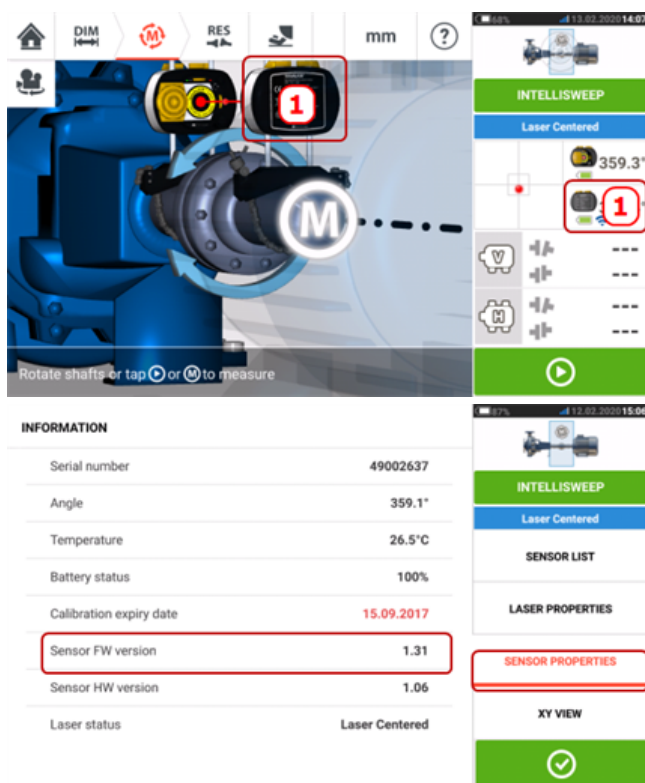 DIM
M
RES
mm
?
68%
13.02.2020 14:07
1
INTELLISWEEP
Laser Centered
359.3°
1
M
V
---
---
H
---
---
Rotate shafts or tap or M to measure
87%
12.02.2020 15:06
INFORMATION
Serial number 49002637
Angle 359.1°
Temperature 26.5°C
Battery status 100%
Calibration expiry date 15.09.2017
Sensor FW version 1.31
Sensor HW version 1.06
Laser status Laser Centered
INTELLISWEEP
Laser Centered
SENSOR LIST
LASER PROPERTIES
SENSOR PROPERTIES
XY VIEW